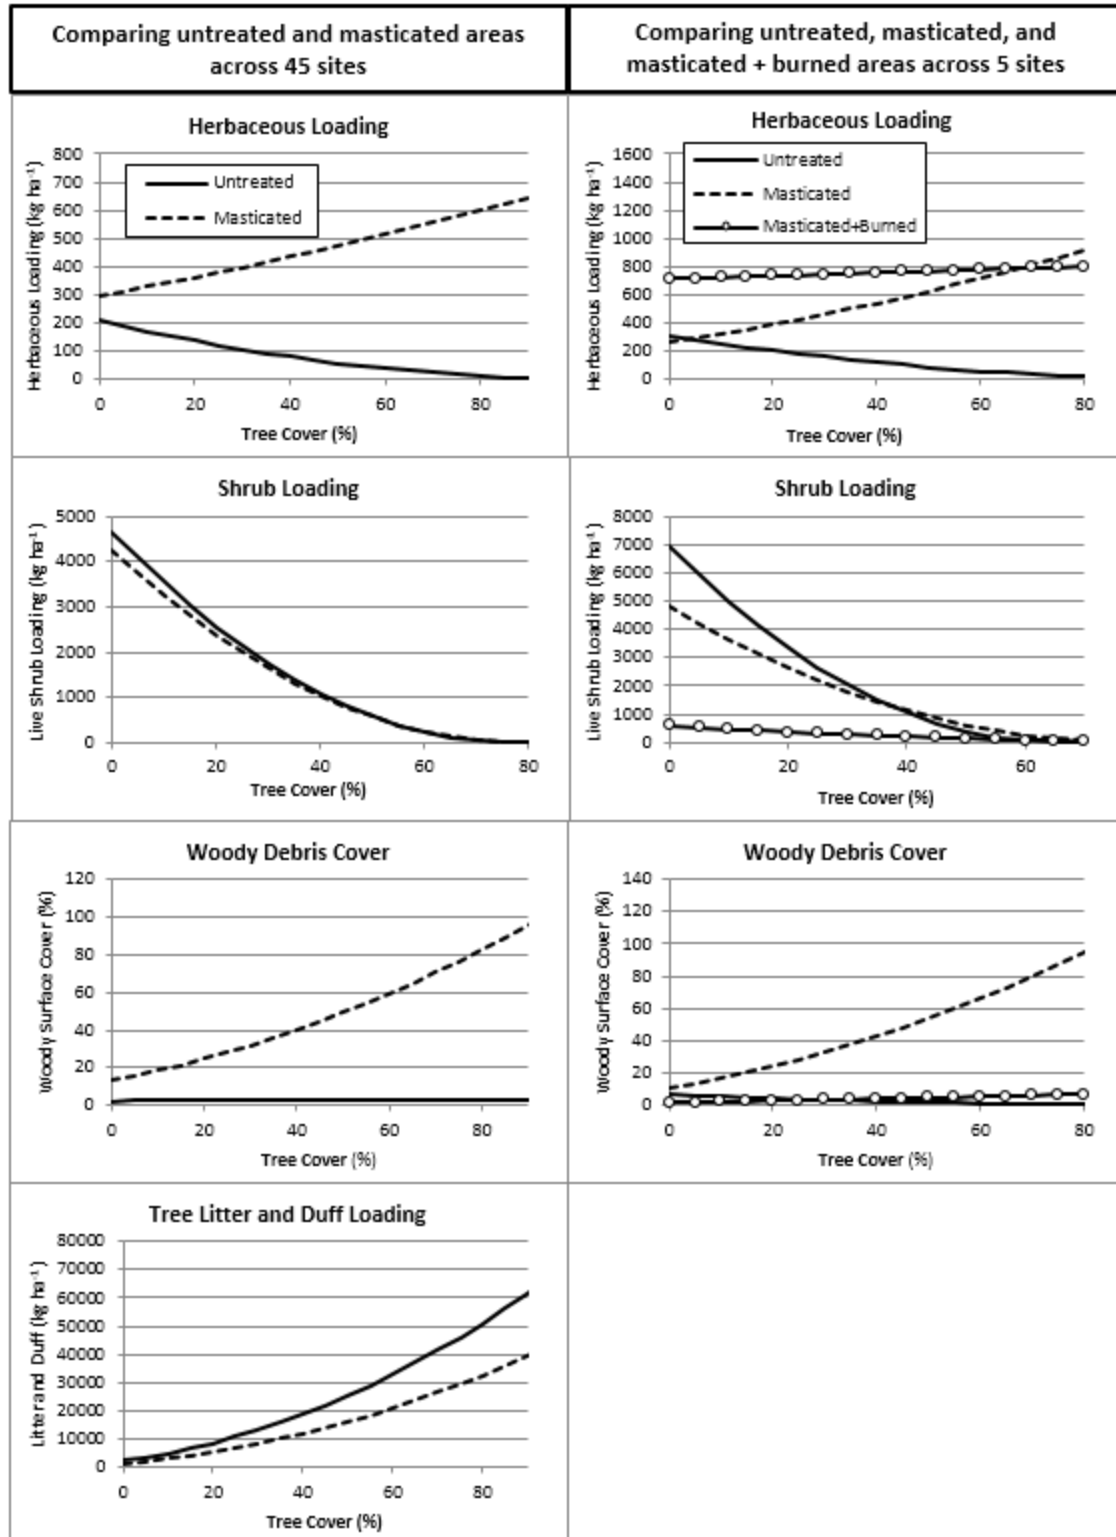 Comparing untreated and masticated areas
across 45 sites
Comparing untreated, masticated, and
masticated + burned areas across 5 sites
Herbaceous Loading
Herbaceous Loading (kg ha⁻¹)
800
700
600
500
400
300
200
100
0
Untreated
Masticated
0 20 40 60 80
Tree Cover (%)
Herbaceous Loading
Herbaceous Loading (kg ha⁻¹)
1600
1400
1200
1000
800
600
400
200
0
Untreated
Masticated
Masticated+Burned
0 20 40 60 80
Tree Cover (%)
Shrub Loading
Live Shrub Loading (kg ha⁻¹)
5000
4000
3000
2000
1000
0
0 20 40 60 80
Tree Cover (%)
Shrub Loading
Live Shrub Loading (kg ha⁻¹)
8000
7000
6000
5000
4000
3000
2000
1000
0
0 20 40 60
Tree Cover (%)
Woody Debris Cover
Woody Surface Cover (%)
120
100
80
60
40
20
0
0 20 40 60 80
Tree Cover (%)
Woody Debris Cover
Woody Surface Cover (%)
140
120
100
80
60
40
20
0
0 20 40 60 80
Tree Cover (%)
Tree Litter and Duff Loading
Litter and Duff (kg ha⁻¹)
80000
70000
60000
50000
40000
30000
20000
10000
0
0 20 40 60 80
Tree Cover (%)